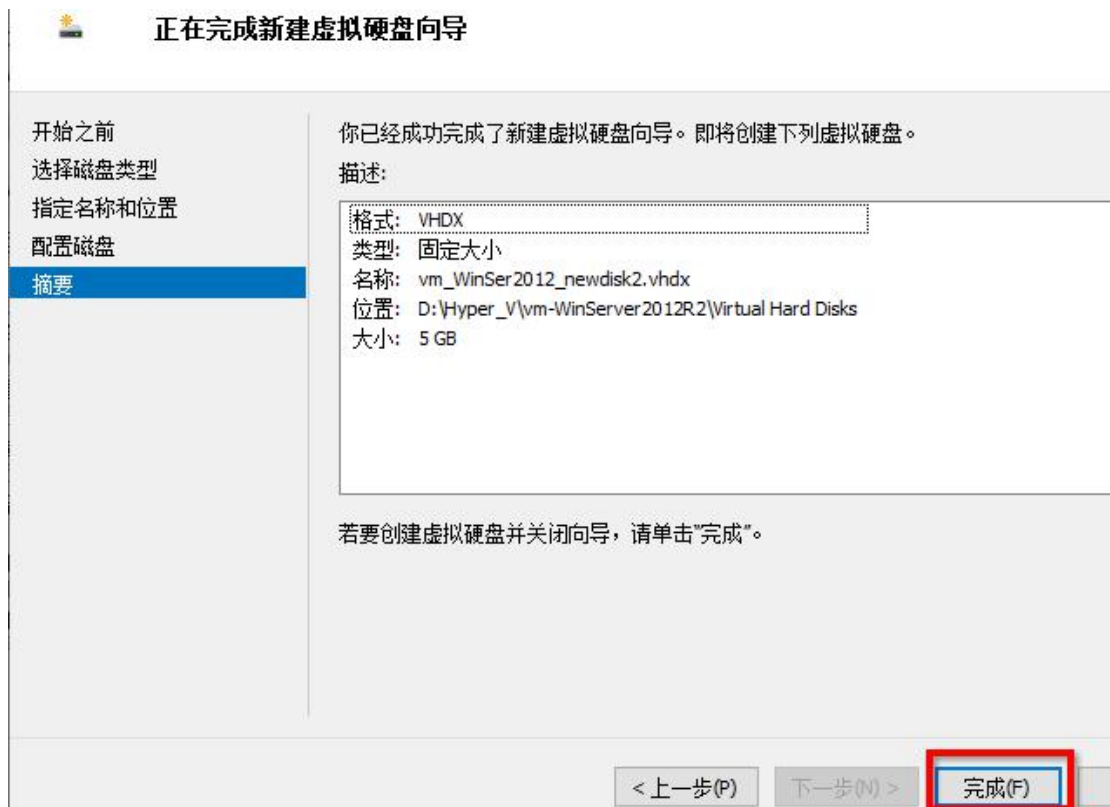 正在完成新建虚拟硬盘向导
开始之前
选择磁盘类型
指定名称和位置
配置磁盘
摘要
你已经成功完成了新建虚拟硬盘向导。即将创建下列虚拟硬盘。
描述:
格式: VHDX
类型: 固定大小
名称: vm_WinSer2012_newdisk2.vhdx
位置: D:\Hyper_V\vm-WinServer2012R2\Virtual Hard Disks
大小: 5 GB
若要创建虚拟硬盘并关闭向导，请单击"完成"。
< 上一步(P) 下一步(N) > 完成(F)